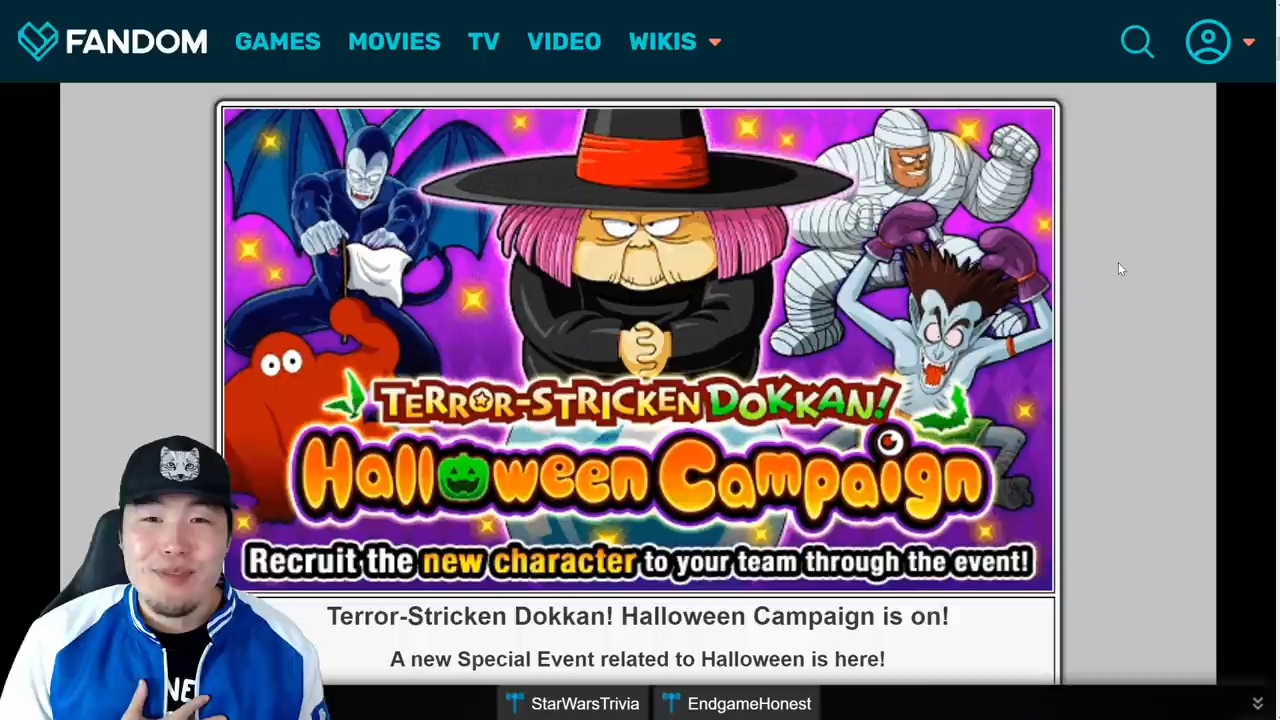 FANDOM GAMES MOVIES TV VIDEO WIKIS
TERROR-STRICKEN DOKKAN!
Halloween Campaign
Recruit the new character to your team through the event!
Terror-Stricken Dokkan! Halloween Campaign is on!
A new Special Event related to Halloween is here!
NE
StarWarsTrivia EndgameHonest